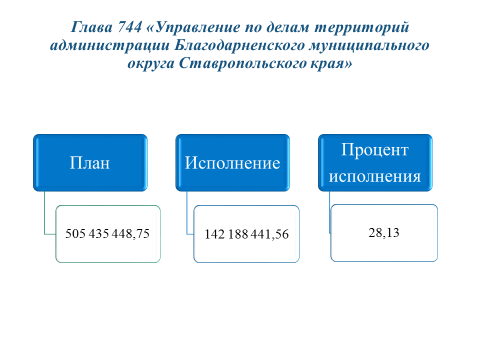 Глава 744 «Управление по делам территорий
администрации Благодарненского муниципального
округа Ставропольского края»
План
Исполнение
Процент
исполнения
505 435 448,75
142 188 441,56
28,13